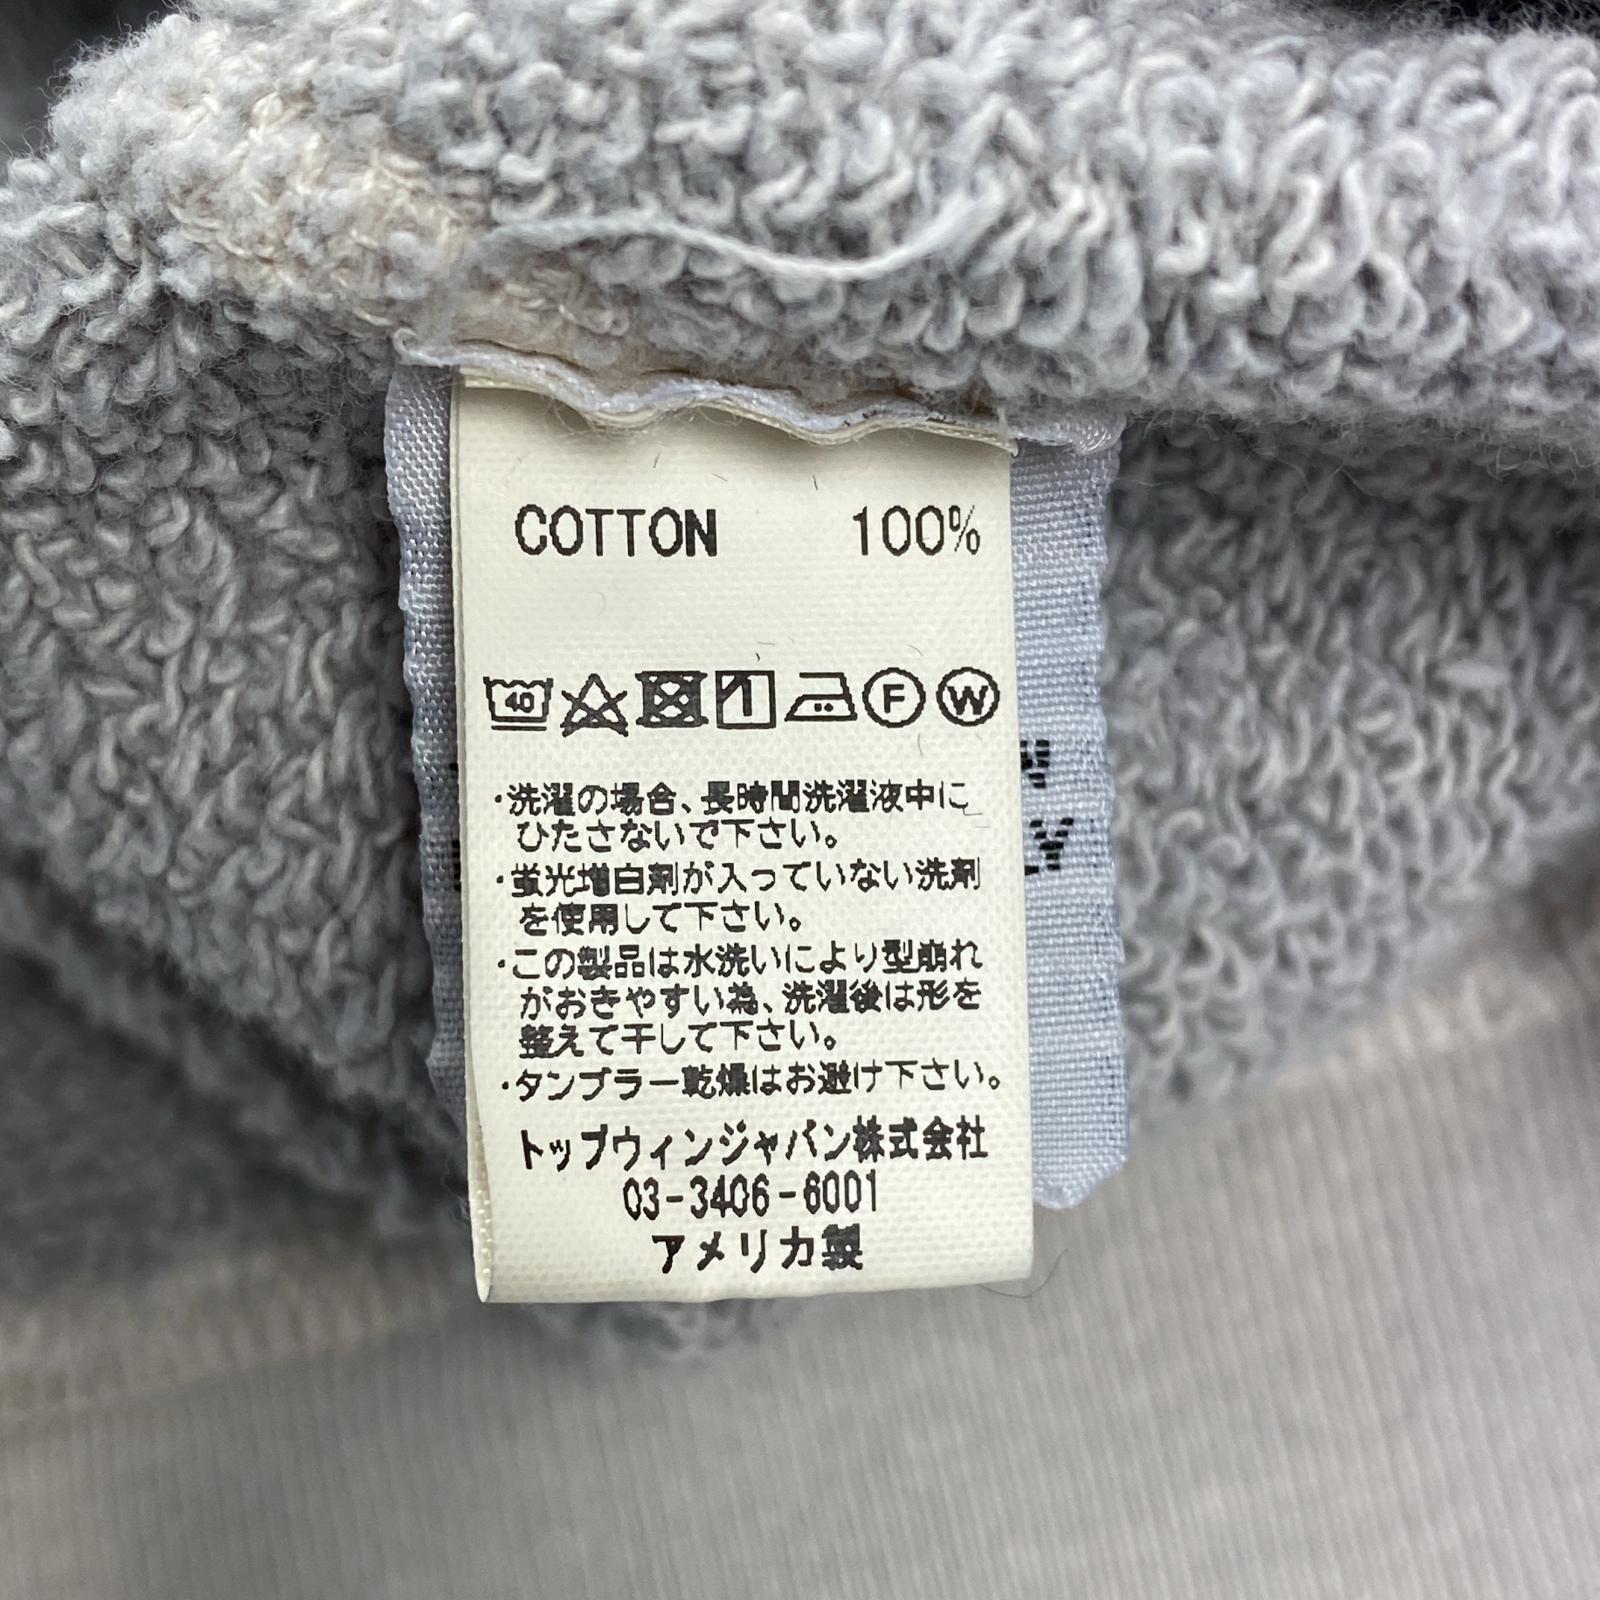 COTTON 100%
40 F W
・洗濯の場合、長時間洗濯液中に
ひたさないで下さい。
・蛍光増白剤が入っていない洗剤
を使用して下さい。
・この製品は水洗いにより型崩れ
がおきやすい為、洗濯後は形を
整えて干して下さい。
・タンブラー乾燥はお避け下さい。
トップウィンジャパン株式会社
03-3406-6001
アメリカ製